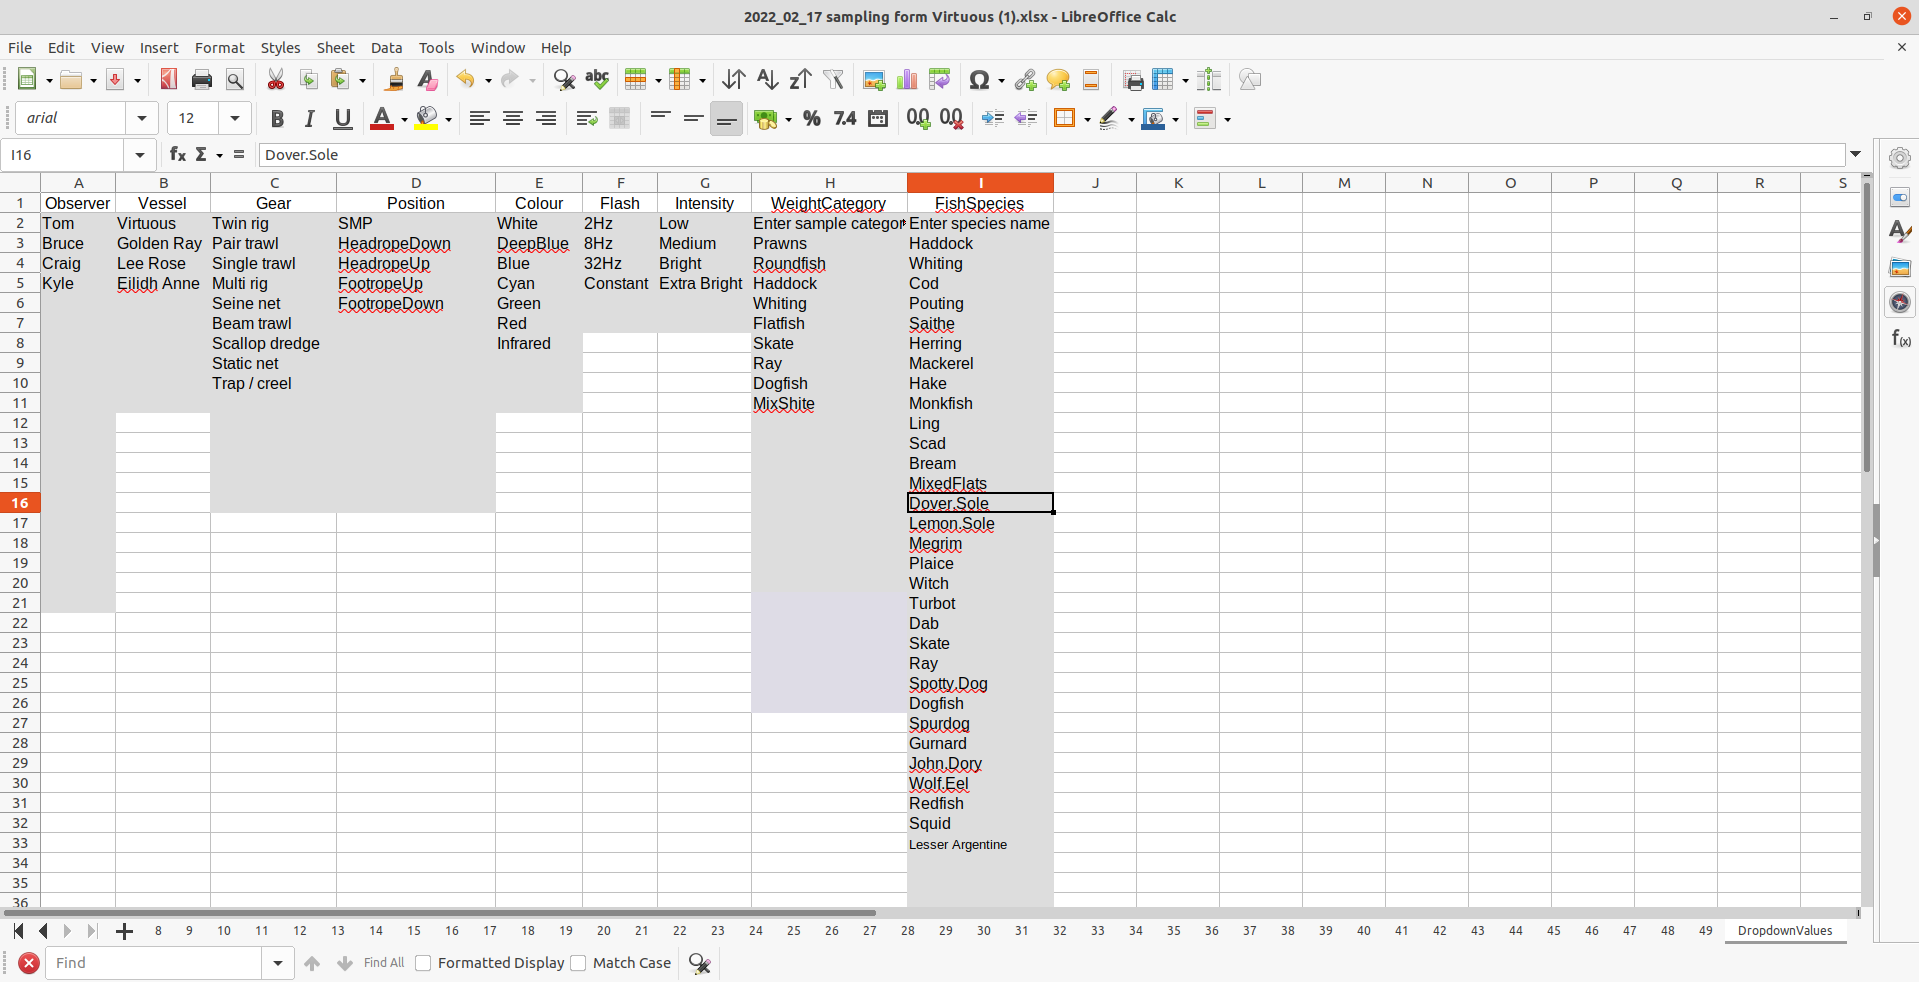 2022_02_17 sampling form Virtuous (1).xlsx - LibreOffice Calc
File Edit View Insert Format Styles Sheet Data Tools Window Help
arial 12
I16 Dover.Sole
A B C D E F G H I J K L M N O P Q R S
1 Observer Vessel Gear Position Colour Flash Intensity WeightCategory FishSpecies
2 Tom Virtuous Twin rig SMP White 2Hz Low Enter sample categor Enter species name
3 Bruce Golden Ray Pair trawl HeadropeDown DeepBlue 8Hz Medium Prawns Haddock
4 Craig Lee Rose Single trawl HeadropeUp Blue 32Hz Bright Roundfish Whiting
5 Kyle Eilidh Anne Multi rig FootropeUp Cyan Constant Extra Bright Haddock Cod
6 Seine net FootropeDown Green Whiting Pouting
7 Beam trawl Red Flatfish Saithe
8 Scallop dredge Infrared Skate Herring
9 Static net Ray Mackerel
10 Trap / creel Dogfish Hake
11 MixShite Monkfish
12 Ling
13 Scad
14 Bream
15 MixedFlats
16 Dover.Sole
17 Lemon.Sole
18 Megrim
19 Plaice
20 Witch
21 Turbot
22 Dab
23 Skate
24 Ray
25 Spotty.Dog
26 Dogfish
27 Spurdog
28 Gurnard
29 John.Dory
30 Wolf.Eel
31 Redfish
32 Squid
33 Lesser Argentine
34
35
36
8 9 10 11 12 13 14 15 16 17 18 19 20 21 22 23 24 25 26 27 28 29 30 31 32 33 34 35 36 37 38 39 40 41 42 43 44 45 46 47 48 49 DropdownValues
Find Find All Formatted Display Match Case